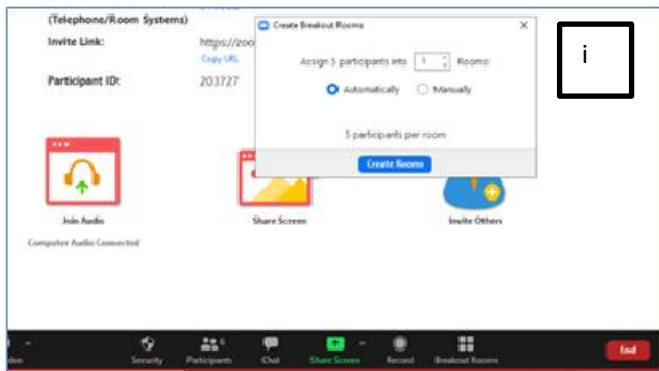 (Telephone/Room Systems)
Invite Link:
https://zoo
Copy URL
Participant ID:
203727
Create Breakout Rooms
Assign 5 participants into 1 Rooms:
Automatically Manually
5 participants per room
Create Rooms
i
Join Audio
Share Screen
Invite Others
Computer Audio Connected
Security
Participants 6
Chat
Share Screen
Record
Breakout Rooms
End